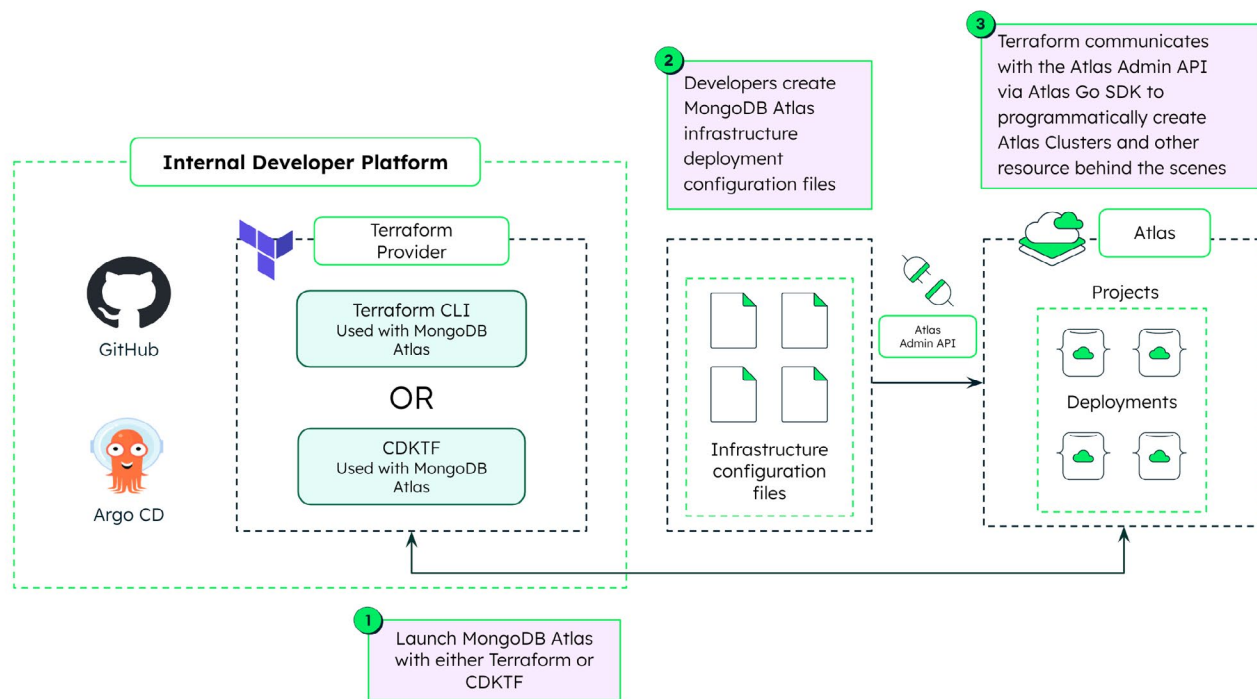 3
Terraform communicates
with the Atlas Admin API
via Atlas Go SDK to
programmatically create
Atlas Clusters and other
resource behind the scenes
2
Developers create
MongoDB Atlas
infrastructure
deployment
configuration files
Internal Developer Platform
Terraform
Provider
Terraform CLI
Used with MongoDB
Atlas
OR
CDKTF
Used with MongoDB
Atlas
GitHub
Argo CD
Infrastructure
configuration
files
Atlas
Admin API
Atlas
Projects
Deployments
1
Launch MongoDB Atlas
with either Terraform or
CDKTF